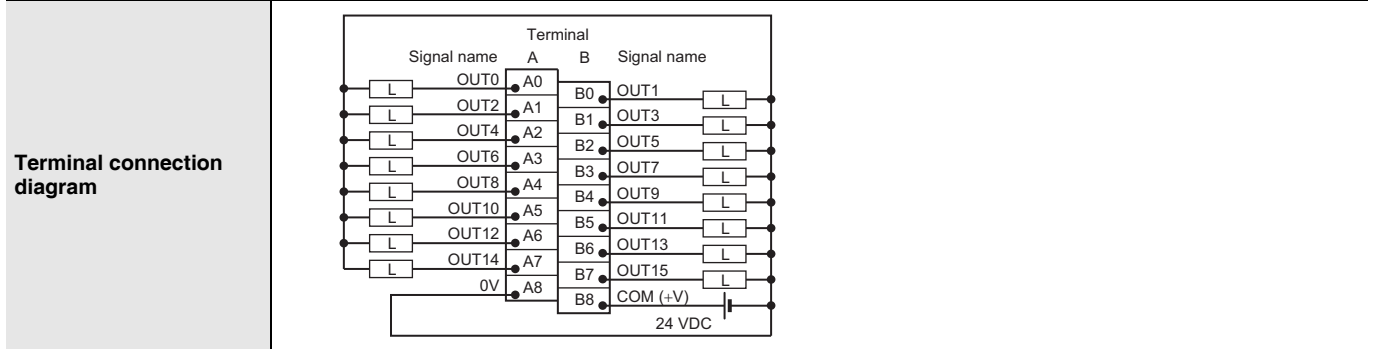 Terminal connection
diagram
Terminal
Signal name A B Signal name
L OUT0 A0 B0 OUT1 L
L OUT2 A1 B1 OUT3 L
L OUT4 A2 B2 OUT5 L
L OUT6 A3 B3 OUT7 L
L OUT8 A4 B4 OUT9 L
L OUT10 A5 B5 OUT11 L
L OUT12 A6 B6 OUT13 L
L OUT14 A7 B7 OUT15 L
0V A8 B8 COM (+V)
24 VDC